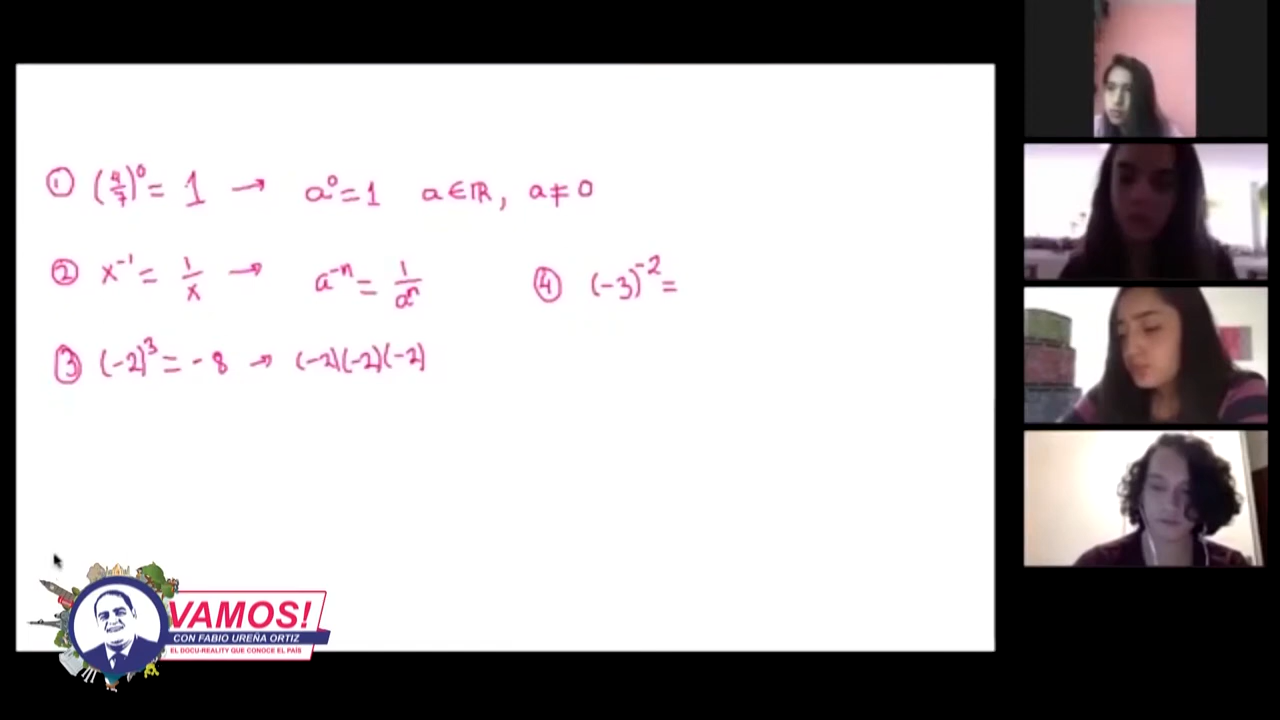 ① (4/7)⁰ = 1 → a⁰ = 1 a ∈ ℝ, a ≠ 0
② x⁻¹ = 1/x → a⁻ⁿ = 1/aⁿ
④ (-3)⁻² =
③ (-2)³ = -8 → (-2)(-2)(-2)
VAMOS!
CON FABIO UREÑA ORTIZ
EL DOCU-REALITY QUE CONOCE EL PAÍS